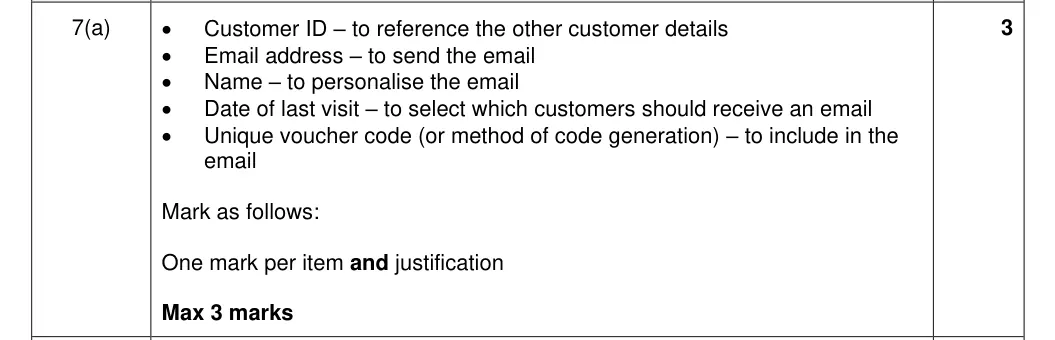 7(a)
• Customer ID – to reference the other customer details
3
• Email address – to send the email
• Name – to personalise the email
• Date of last visit – to select which customers should receive an email
• Unique voucher code (or method of code generation) – to include in the
email
Mark as follows:
One mark per item and justification
Max 3 marks